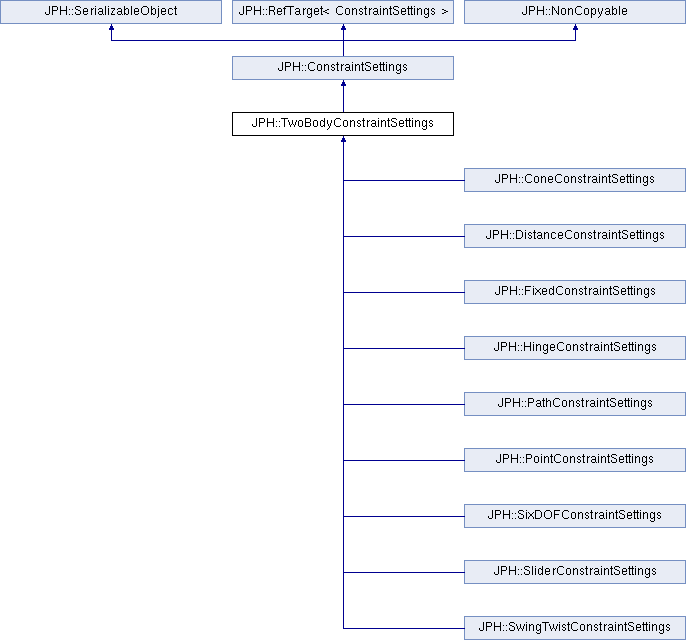 JPH::SerializableObject
JPH::RefTarget< ConstraintSettings >
JPH::NonCopyable
JPH::ConstraintSettings
JPH::TwoBodyConstraintSettings
JPH::ConeConstraintSettings
JPH::DistanceConstraintSettings
JPH::FixedConstraintSettings
JPH::HingeConstraintSettings
JPH::PathConstraintSettings
JPH::PointConstraintSettings
JPH::SixDOFConstraintSettings
JPH::SliderConstraintSettings
JPH::SwingTwistConstraintSettings